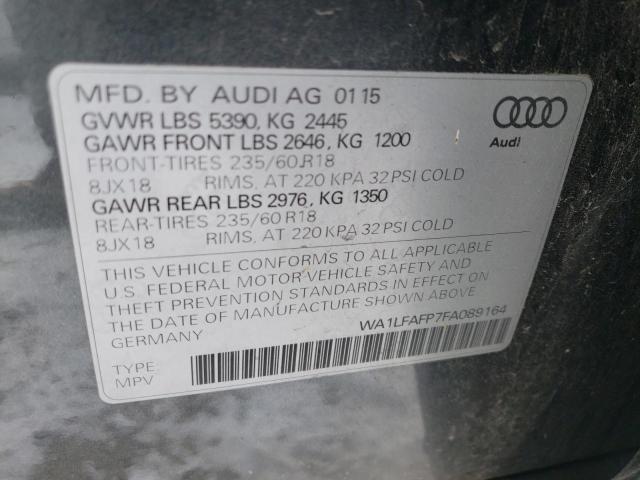 MFD. BY AUDI AG 01 15
GVWR LBS 5390, KG 2445
GAWR FRONT LBS 2646, KG 1200
FRONT-TIRES 235/60 R18
8JX18 RIMS, AT 220 KPA 32 PSI COLD
GAWR REAR LBS 2976, KG 1350
REAR-TIRES 235/60 R18
8JX18 RIMS, AT 220 KPA 32 PSI COLD
Audi
THIS VEHICLE CONFORMS TO ALL APPLICABLE
U.S. FEDERAL MOTOR VEHICLE SAFETY AND
THEFT PREVENTION STANDARDS IN EFFECT ON
THE DATE OF MANUFACTURE SHOWN ABOVE
GERMANY
WA1LFAFP7FA089164
TYPE:
MPV